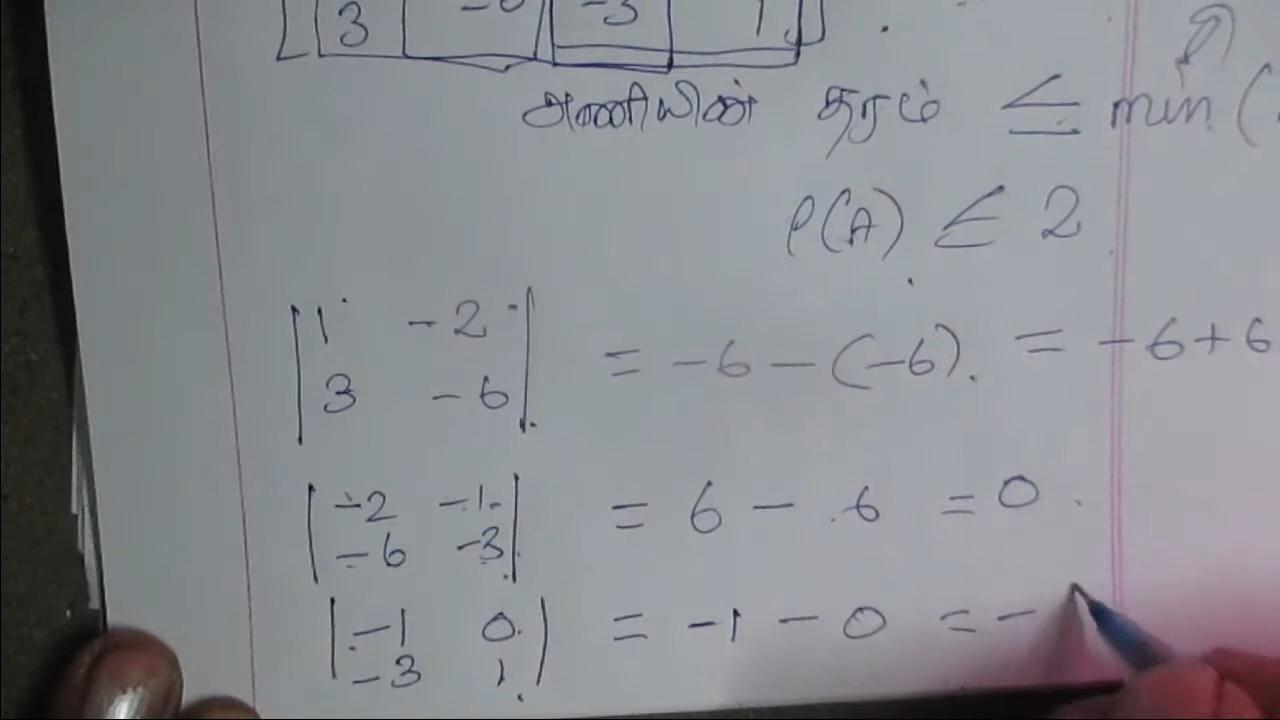 3 -6 -3 1
அணியின் தரம் ≤ min (
ρ(A) ≤ 2
| 1 -2 |
| 3 -6 | = -6 - (-6) = -6 + 6
| -2 -1 |
| -6 -3 | = 6 - 6 = 0
| -1 0 |
| -3 1 | = -1 - 0 = -